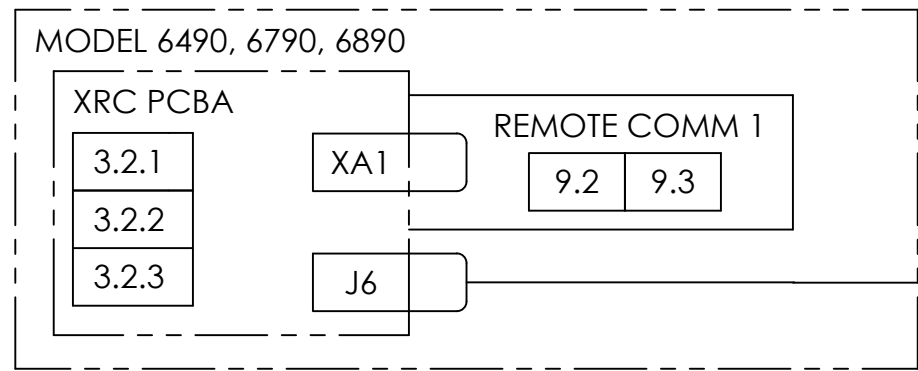 MODEL 6490, 6790, 6890
XRC PCBA
3.2.1
3.2.2
3.2.3
XA1
J6
REMOTE COMM 1
9.2 9.3